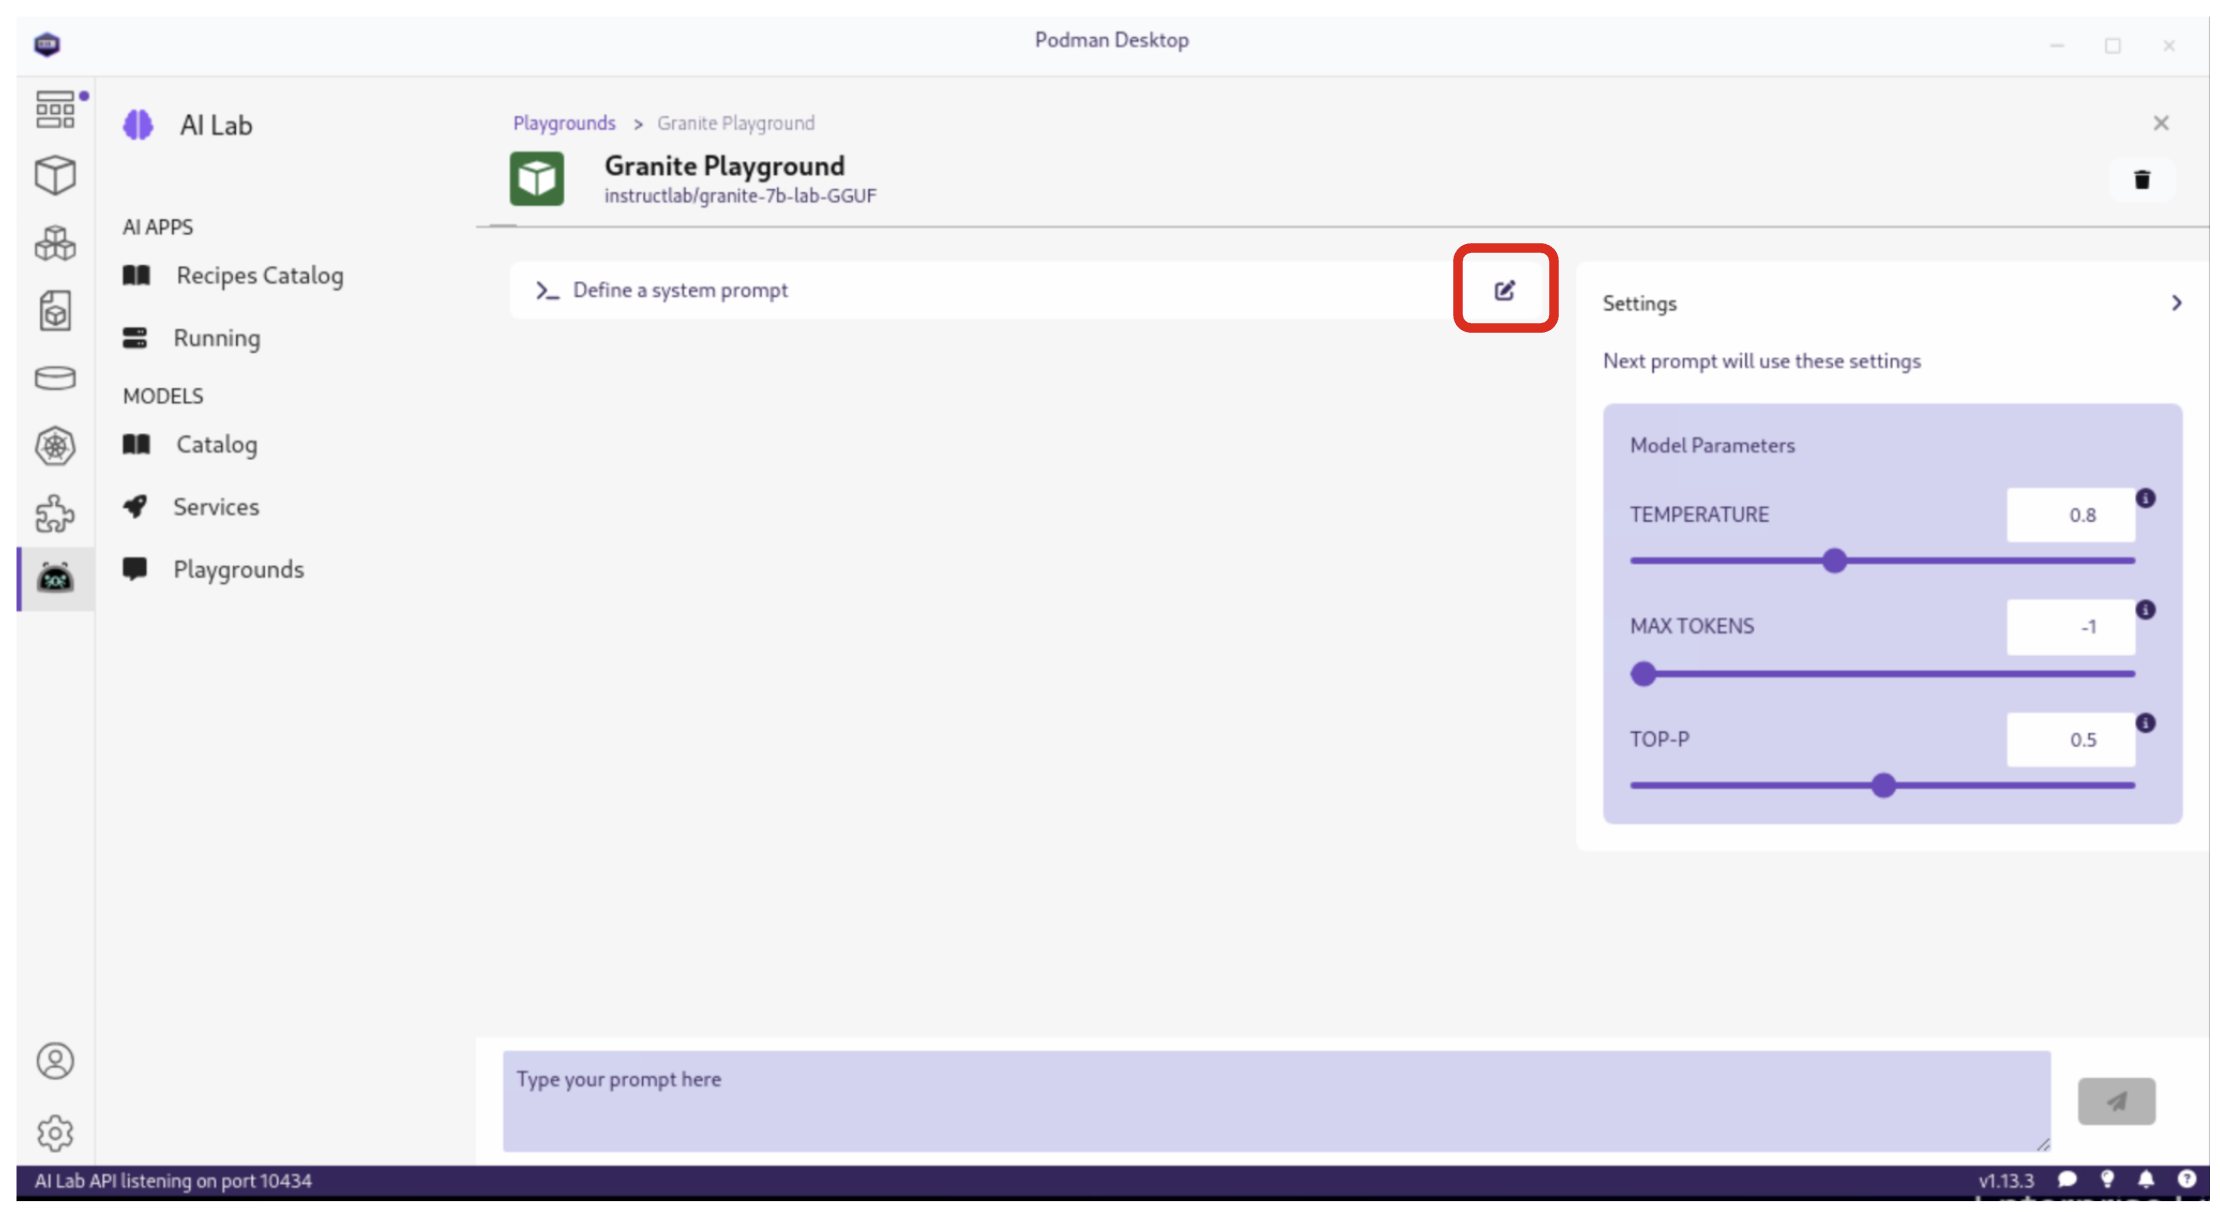 Podman Desktop
AI Lab
AI APPS
Recipes Catalog
Running
MODELS
Catalog
Services
Playgrounds
Playgrounds > Granite Playground
Granite Playground
instructlab/granite-7b-lab-GGUF
>_ Define a system prompt
Settings
Next prompt will use these settings
Model Parameters
TEMPERATURE 0.8
MAX TOKENS -1
TOP-P 0.5
Type your prompt here
AI Lab API listening on port 10434
v1.13.3